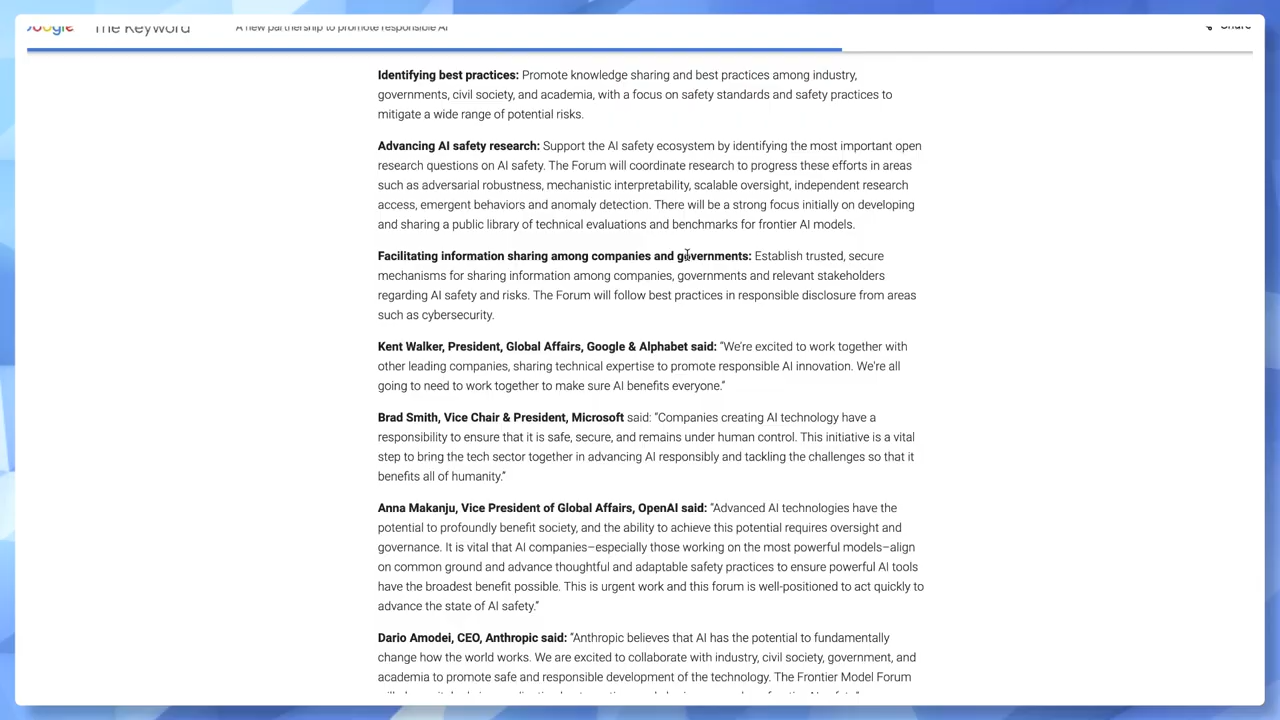 Google The Keyword A new partnership to promote responsible AI Share
Identifying best practices: Promote knowledge sharing and best practices among industry,
governments, civil society, and academia, with a focus on safety standards and safety practices to
mitigate a wide range of potential risks.
Advancing AI safety research: Support the AI safety ecosystem by identifying the most important open
research questions on AI safety. The Forum will coordinate research to progress these efforts in areas
such as adversarial robustness, mechanistic interpretability, scalable oversight, independent research
access, emergent behaviors and anomaly detection. There will be a strong focus initially on developing
and sharing a public library of technical evaluations and benchmarks for frontier AI models.
Facilitating information sharing among companies and governments: Establish trusted, secure
mechanisms for sharing information among companies, governments and relevant stakeholders
regarding AI safety and risks. The Forum will follow best practices in responsible disclosure from areas
such as cybersecurity.
Kent Walker, President, Global Affairs, Google & Alphabet said: “We're excited to work together with
other leading companies, sharing technical expertise to promote responsible AI innovation. We're all
going to need to work together to make sure AI benefits everyone.”
Brad Smith, Vice Chair & President, Microsoft said: “Companies creating AI technology have a
responsibility to ensure that it is safe, secure, and remains under human control. This initiative is a vital
step to bring the tech sector together in advancing AI responsibly and tackling the challenges so that it
benefits all of humanity.”
Anna Makanju, Vice President of Global Affairs, OpenAI said: “Advanced AI technologies have the
potential to profoundly benefit society, and the ability to achieve this potential requires oversight and
governance. It is vital that AI companies–especially those working on the most powerful models–align
on common ground and advance thoughtful and adaptable safety practices to ensure powerful AI tools
have the broadest benefit possible. This is urgent work and this forum is well-positioned to act quickly to
advance the state of AI safety.”
Dario Amodei, CEO, Anthropic said: “Anthropic believes that AI has the potential to fundamentally
change how the world works. We are excited to collaborate with industry, civil society, government, and
academia to promote safe and responsible development of the technology. The Frontier Model Forum